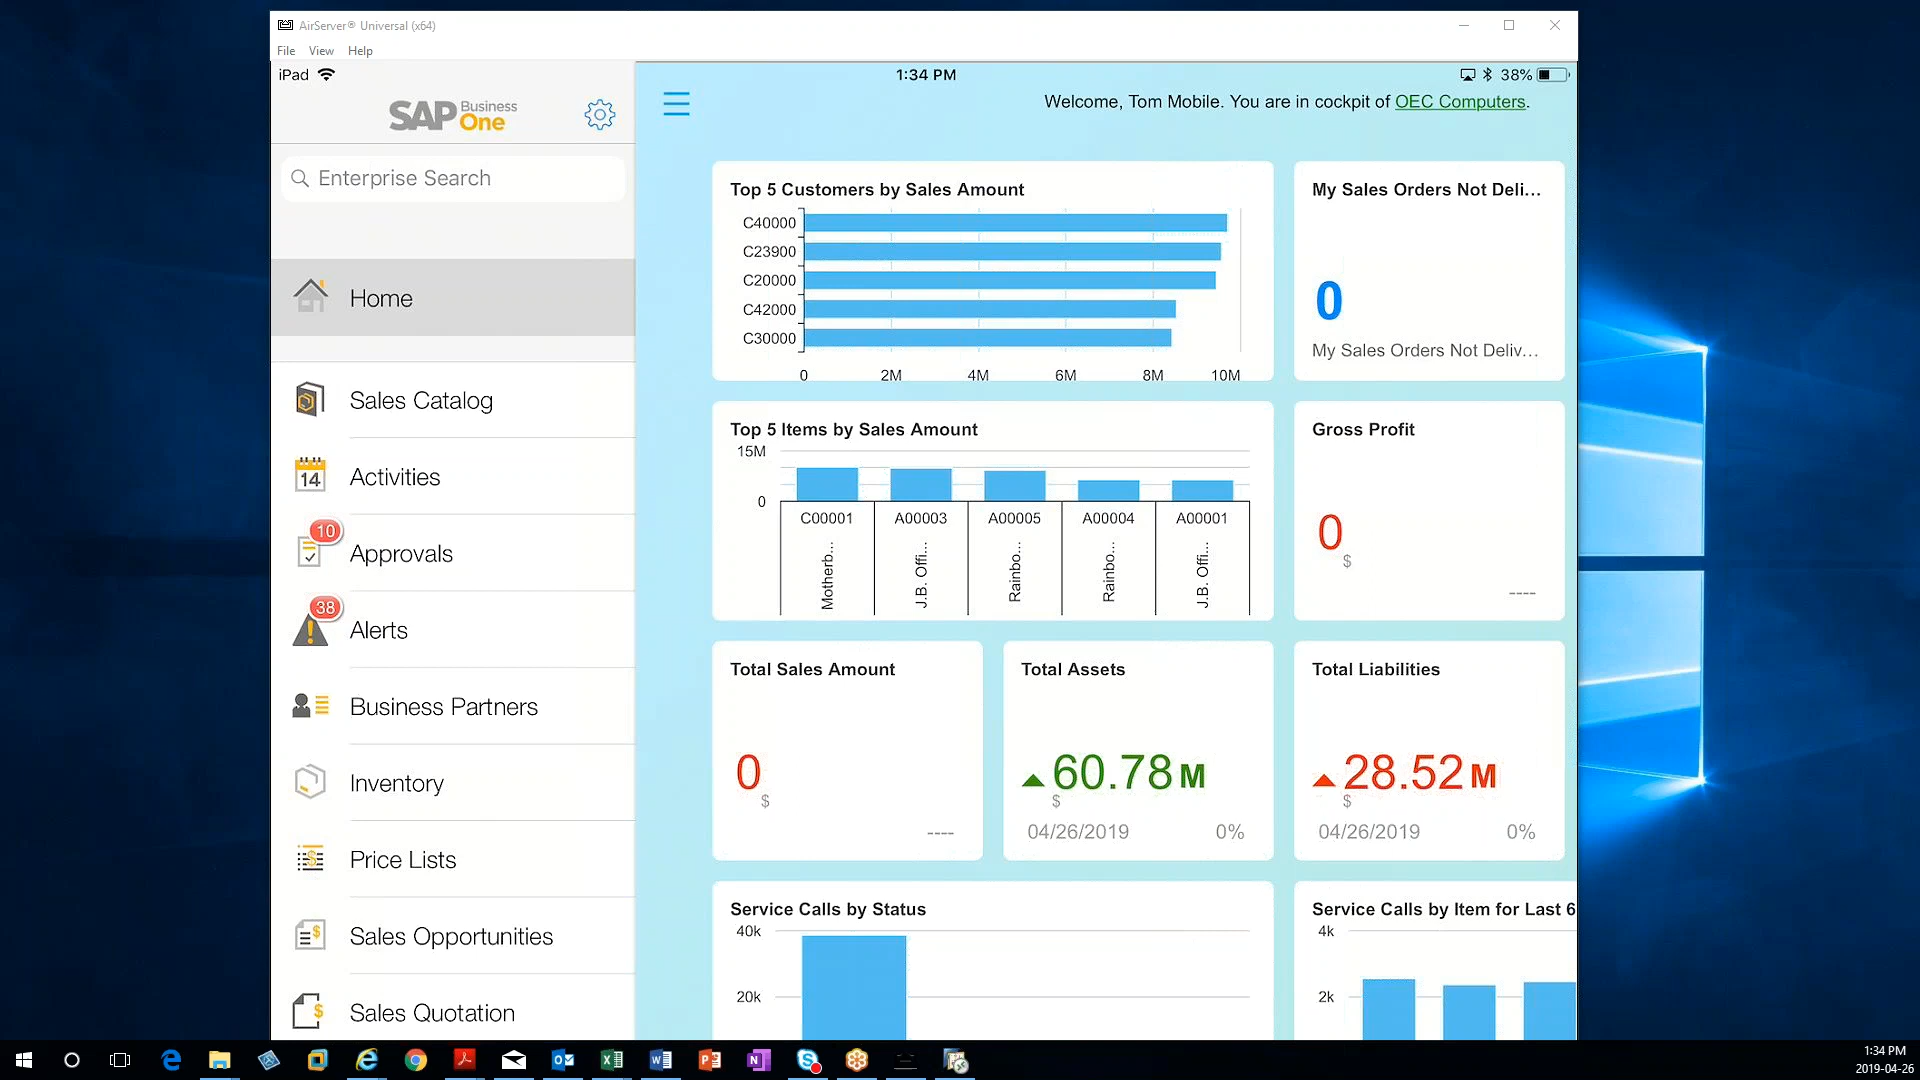 AirServer® Universal (x64)
File View Help
iPad
1:34 PM
38%
SAP Business One
Welcome, Tom Mobile. You are in cockpit of OEC Computers.
Enterprise Search
Home
Sales Catalog
14
Activities
10
Approvals
38
Alerts
Business Partners
Inventory
Price Lists
Sales Opportunities
Sales Quotation
Top 5 Customers by Sales Amount
C40000
C23900
C20000
C42000
C30000
0 2M 4M 6M 8M 10M
My Sales Orders Not Deli...
0
My Sales Orders Not Deliv...
Top 5 Items by Sales Amount
15M
0
C00001 A00003 A00005 A00004 A00001
Motherb... J.B. Offi... Rainbo... Rainbo... J.B. Offi...
Gross Profit
0
$
----
Total Sales Amount
0
$
----
Total Assets
60.78 M
$
04/26/2019 0%
Total Liabilities
28.52 M
$
04/26/2019 0%
Service Calls by Status
40k
20k
Service Calls by Item for Last 6
4k
2k
1:34 PM
2019-04-26